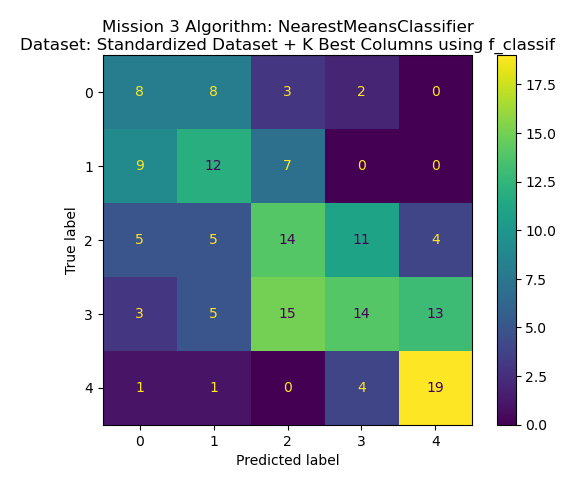 Mission 3 Algorithm: NearestMeansClassifier
Dataset: Standardized Dataset + K Best Columns using f_classif
0 8 8 3 2 0
1 9 12 7 0 0
2 5 5 14 11 4
3 3 5 15 14 13
4 1 1 0 4 19
0 1 2 3 4
True label
Predicted label
17.5
15.0
12.5
10.0
7.5
5.0
2.5
0.0